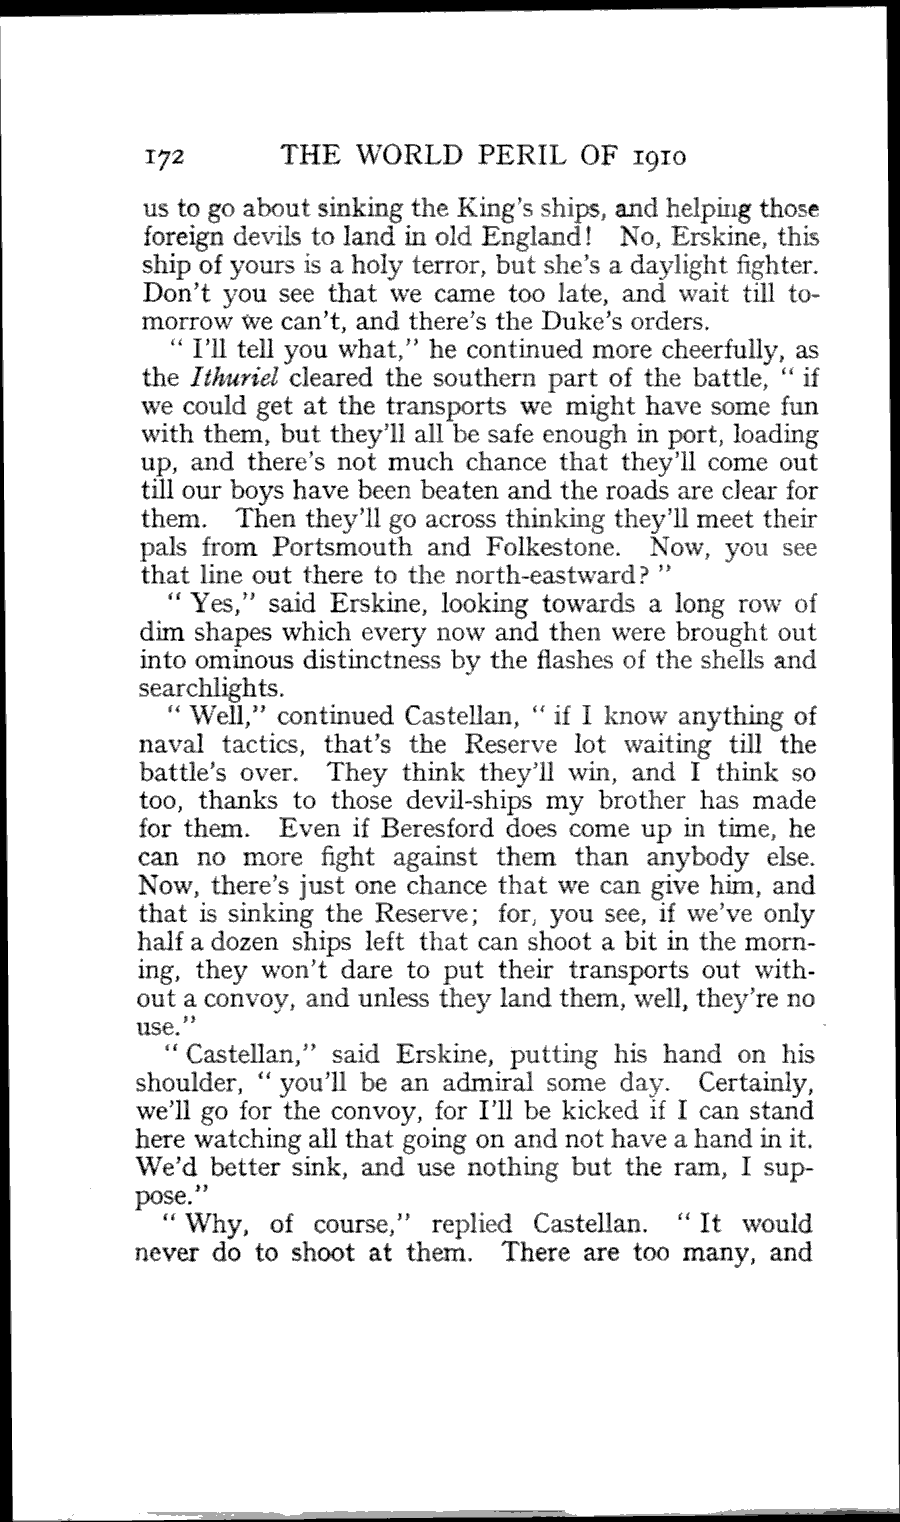 172 THE WORLD PERIL OF 1910
us to go about sinking the King's ships, and helping those
foreign devils to land in old England! No, Erskine, this
ship of yours is a holy terror, but she's a daylight fighter.
Don't you see that we came too late, and wait till to-
morrow we can't, and there's the Duke's orders.
" I'll tell you what," he continued more cheerfully, as
the Ithuriel cleared the southern part of the battle, " if
we could get at the transports we might have some fun
with them, but they'll all be safe enough in port, loading
up, and there's not much chance that they'll come out
till our boys have been beaten and the roads are clear for
them. Then they'll go across thinking they'll meet their
pals from Portsmouth and Folkestone. Now, you see
that line out there to the north-eastward? "
" Yes," said Erskine, looking towards a long row of
dim shapes which every now and then were brought out
into ominous distinctness by the flashes of the shells and
searchlights.
" Well," continued Castellan, " if I know anything of
naval tactics, that's the Reserve lot waiting till the
battle's over. They think they'll win, and I think so
too, thanks to those devil-ships my brother has made
for them. Even if Beresford does come up in time, he
can no more fight against them than anybody else.
Now, there's just one chance that we can give him, and
that is sinking the Reserve; for, you see, if we've only
half a dozen ships left that can shoot a bit in the morn-
ing, they won't dare to put their transports out with-
out a convoy, and unless they land them, well, they're no
use."
" Castellan," said Erskine, putting his hand on his
shoulder, " you'll be an admiral some day. Certainly,
we'll go for the convoy, for I'll be kicked if I can stand
here watching all that going on and not have a hand in it.
We'd better sink, and use nothing but the ram, I sup-
pose."
" Why, of course," replied Castellan. " It would
never do to shoot at them. There are too many, and